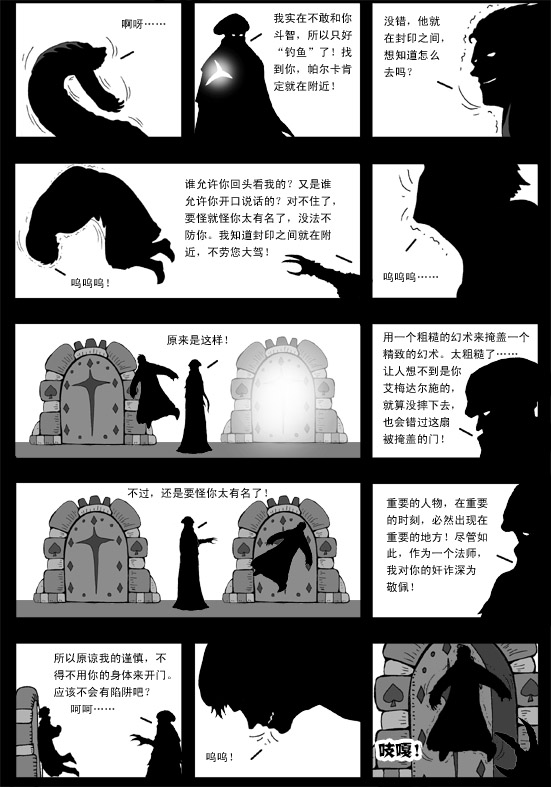 啊呀……
我实在不敢和你
斗智，所以只好
“钓鱼”了！找
到你，帕尔卡肯
定就在附近！
没错，他就
在封印之间，
想知道怎么
去吗？
呜呜呜！
谁允许你回头看我的？又是谁
允许你开口说话的？对不住了，
要怪就怪你太有名了，没法不
防你。我知道封印之间就在附
近，不劳您大驾！
呜呜呜……
原来是这样！
用一个粗糙的幻术来掩盖一个
精致的幻术。太粗糙了……
让人想不到是你
艾梅达尔施的，
就算没摔下去，
也会错过这扇
被掩盖的门！
不过，还是要怪你太有名了！
重要的人物，在重要
的时刻，必然出现在
重要的地方！尽管如
此，作为一个法师，
我对你的奸诈深为
敬佩！
所以原谅我的谨慎，不
得不用你的身体来开门。
应该不会有陷阱吧？
呵呵……
呜呜！
吱嘎！